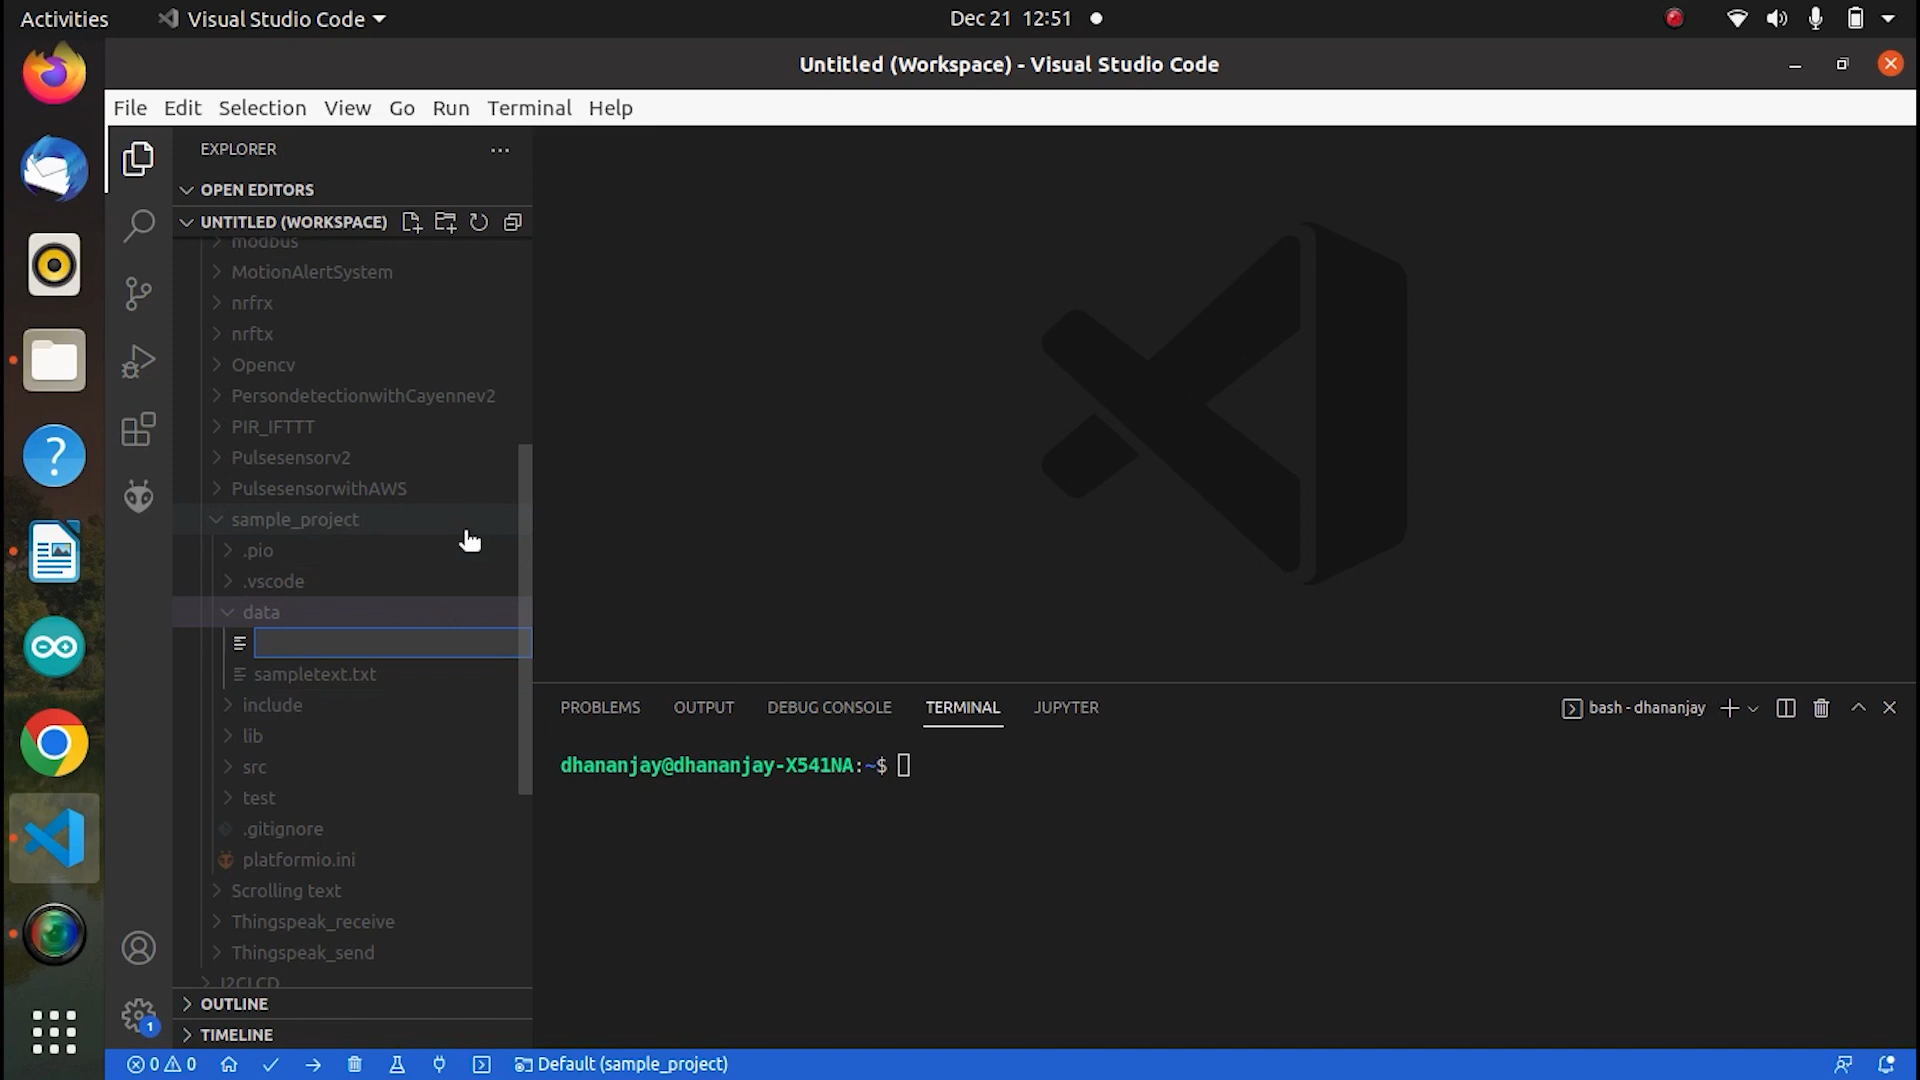 Activities
Visual Studio Code
Dec 21 12:51
Untitled (Workspace) - Visual Studio Code
File Edit Selection View Go Run Terminal Help
EXPLORER
OPEN EDITORS
UNTITLED (WORKSPACE)
modbus
MotionAlertSystem
nrfrx
nrftx
Opencv
PersondetectionwithCayennev2
PIR_IFTTT
Pulsesensorv2
PulsesensorwithAWS
sample_project
.pio
.vscode
data
sampletext.txt
include
lib
src
test
.gitignore
platformio.ini
Scrolling text
Thingspeak_receive
Thingspeak_send
I2CLCD
OUTLINE
TIMELINE
PROBLEMS OUTPUT DEBUG CONSOLE TERMINAL JUPYTER
bash - dhananjay
dhananjay@dhananjay-X541NA:~$
1
0 0
Default (sample_project)